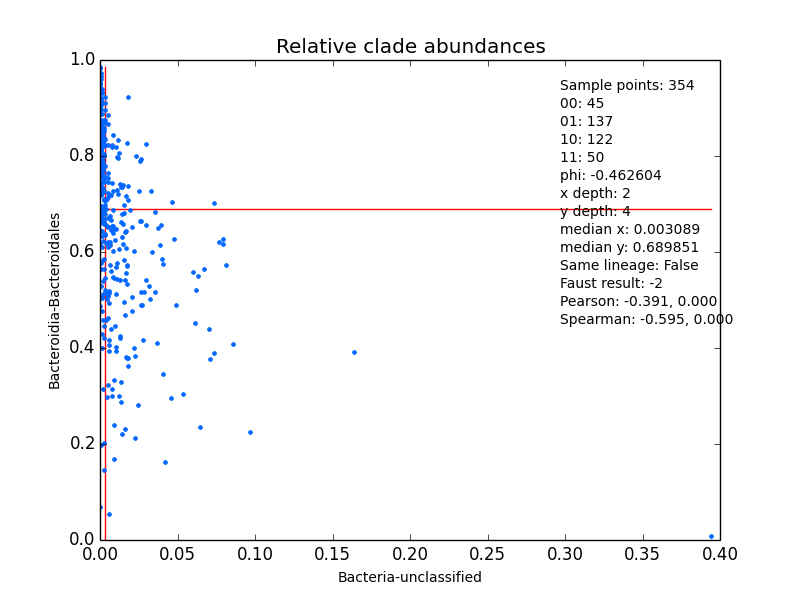 Relative clade abundances
1.0
0.8
0.6
0.4
0.2
0.0
Bacteroidia-Bacteroidales
Sample points: 354
00: 45
01: 137
10: 122
11: 50
phi: -0.462604
x depth: 2
y depth: 4
median x: 0.003089
median y: 0.689851
Same lineage: False
Faust result: -2
Pearson: -0.391, 0.000
Spearman: -0.595, 0.000
0.00 0.05 0.10 0.15 0.20 0.25 0.30 0.35 0.40
Bacteria-unclassified